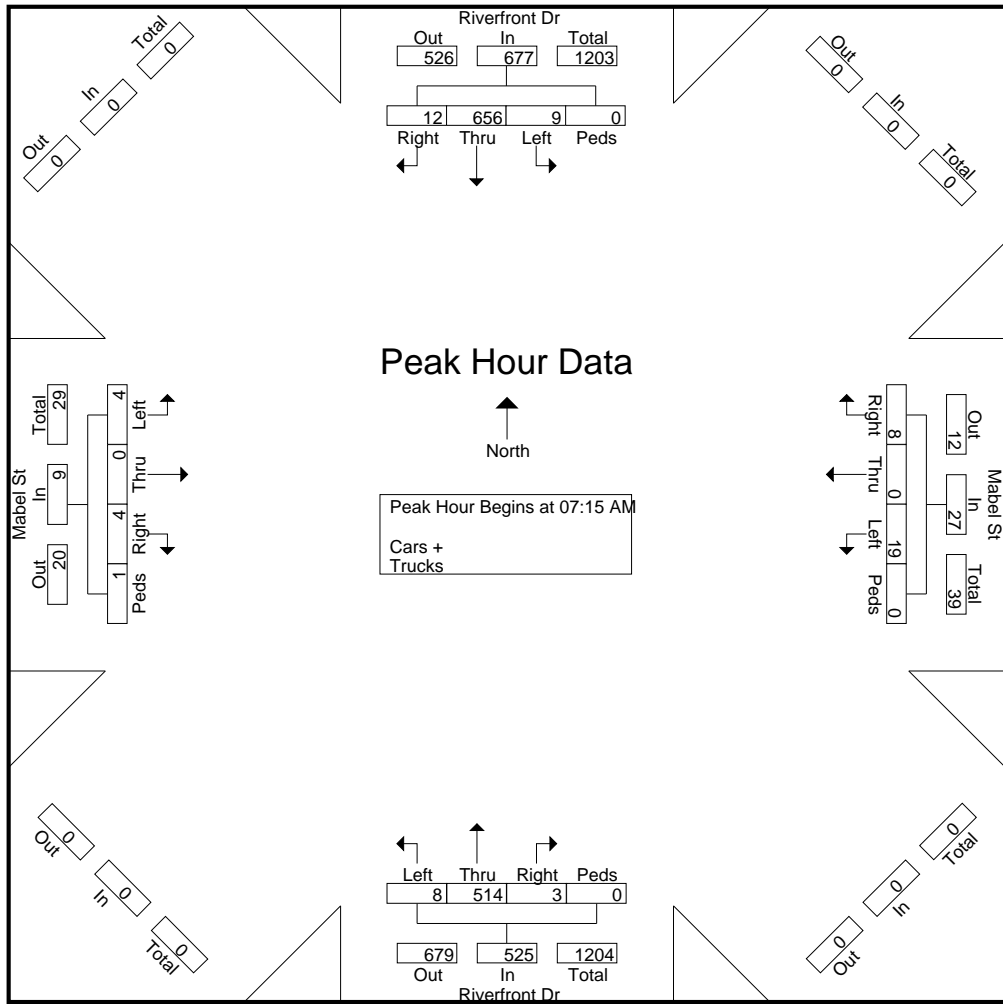 Riverfront Dr
Out In Total
526 677 1203
12 656 9 0
Right Thru Left Peds
Out In Total
0 0 0
Out In Total
0 0 0
Peak Hour Data
North
Peak Hour Begins at 07:15 AM
Cars +
Trucks
Mabel St
Out In Total
20 9 29
4 0 4 1
Left Thru Right Peds
Mabel St
Out In Total
12 27 39
8 0 19 0
Right Thru Left Peds
Out In Total
0 0 0
Out In Total
0 0 0
Left Thru Right Peds
8 514 3 0
679 525 1204
Out In Total
Riverfront Dr